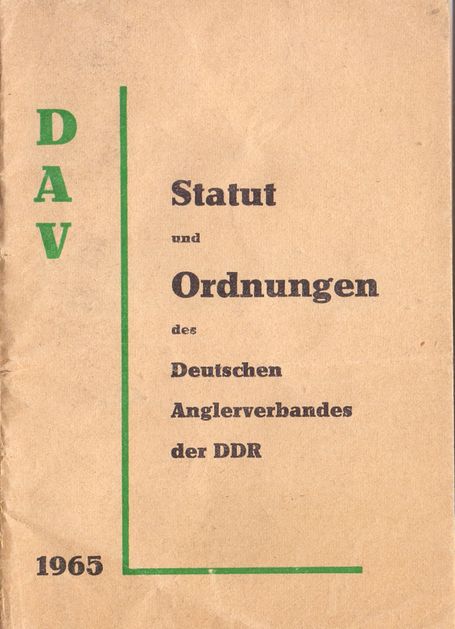 D
A
V
Statut
und
Ordnungen
des
Deutschen
Anglerverbandes
der DDR
1965